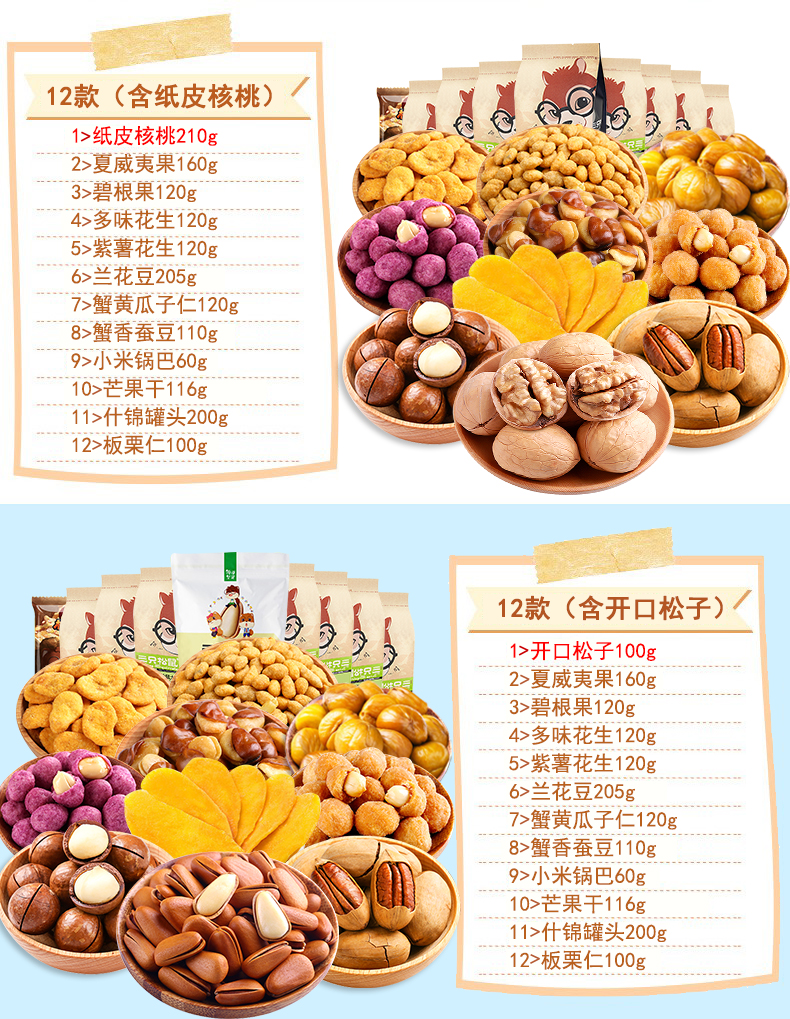 12款（含纸皮核桃）
1>纸皮核桃210g
2>夏威夷果160g
3>碧根果120g
4>多味花生120g
5>紫薯花生120g
6>兰花豆205g
7>蟹黄瓜子仁120g
8>蟹香蚕豆110g
9>小米锅巴60g
10>芒果干116g
11>什锦罐头200g
12>板栗仁100g
12款（含开口松子）
1>开口松子100g
2>夏威夷果160g
3>碧根果120g
4>多味花生120g
5>紫薯花生120g
6>兰花豆205g
7>蟹黄瓜子仁120g
8>蟹香蚕豆110g
9>小米锅巴60g
10>芒果干116g
11>什锦罐头200g
12>板栗仁100g